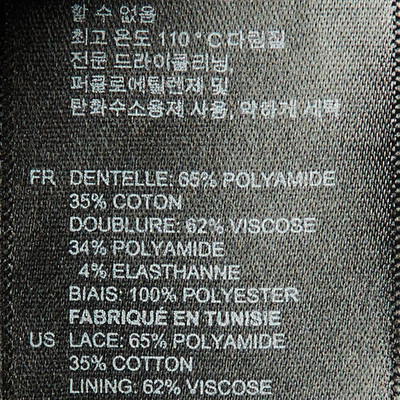 할 수 없음
최고 온도 110°C 다림질
전문 드라이클리닝,
퍼클로로에틸렌제 및
탄화수소용제 사용, 약하게 세탁
FR DENTELLE: 65% POLYAMIDE
35% COTON
DOUBLURE: 62% VISCOSE
34% POLYAMIDE
4% ELASTHANNE
BIAIS: 100% POLYESTER
FABRIQUÉ EN TUNISIE
US LACE: 65% POLYAMIDE
35% COTTON
LINING: 62% VISCOSE